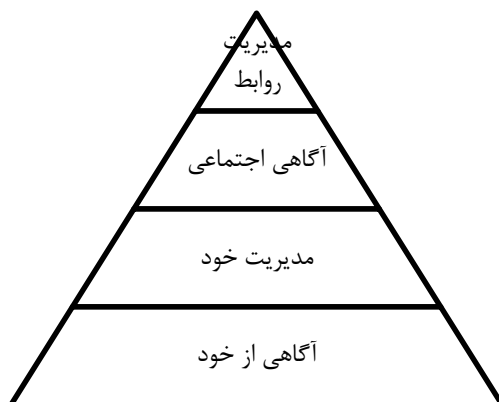 مدیریت
روابط
آگاهی اجتماعی
مدیریت خود
آگاهی از خود